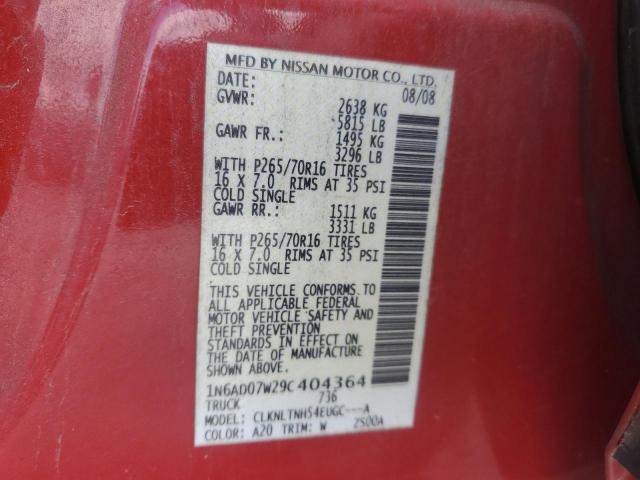 MFD BY NISSAN MOTOR CO., LTD.
DATE: 08/08
GVWR: 2638 KG
5815 LB
GAWR FR.: 1495 KG
3296 LB
WITH P265/70R16 TIRES
16 X 7.0 RIMS AT 35 PSI
COLD SINGLE
GAWR RR.: 1511 KG
3331 LB
WITH P265/70R16 TIRES
16 X 7.0 RIMS AT 35 PSI
COLD SINGLE
THIS VEHICLE CONFORMS TO
ALL APPLICABLE FEDERAL
MOTOR VEHICLE SAFETY AND
THEFT PREVENTION
STANDARDS IN EFFECT ON
THE DATE OF MANUFACTURE
SHOWN ABOVE.
1N6AD07W29C404364
TRUCK 736
MODEL: CLKNLTNH54EUGC---A
COLOR: A20 TRIM: W 2S00A